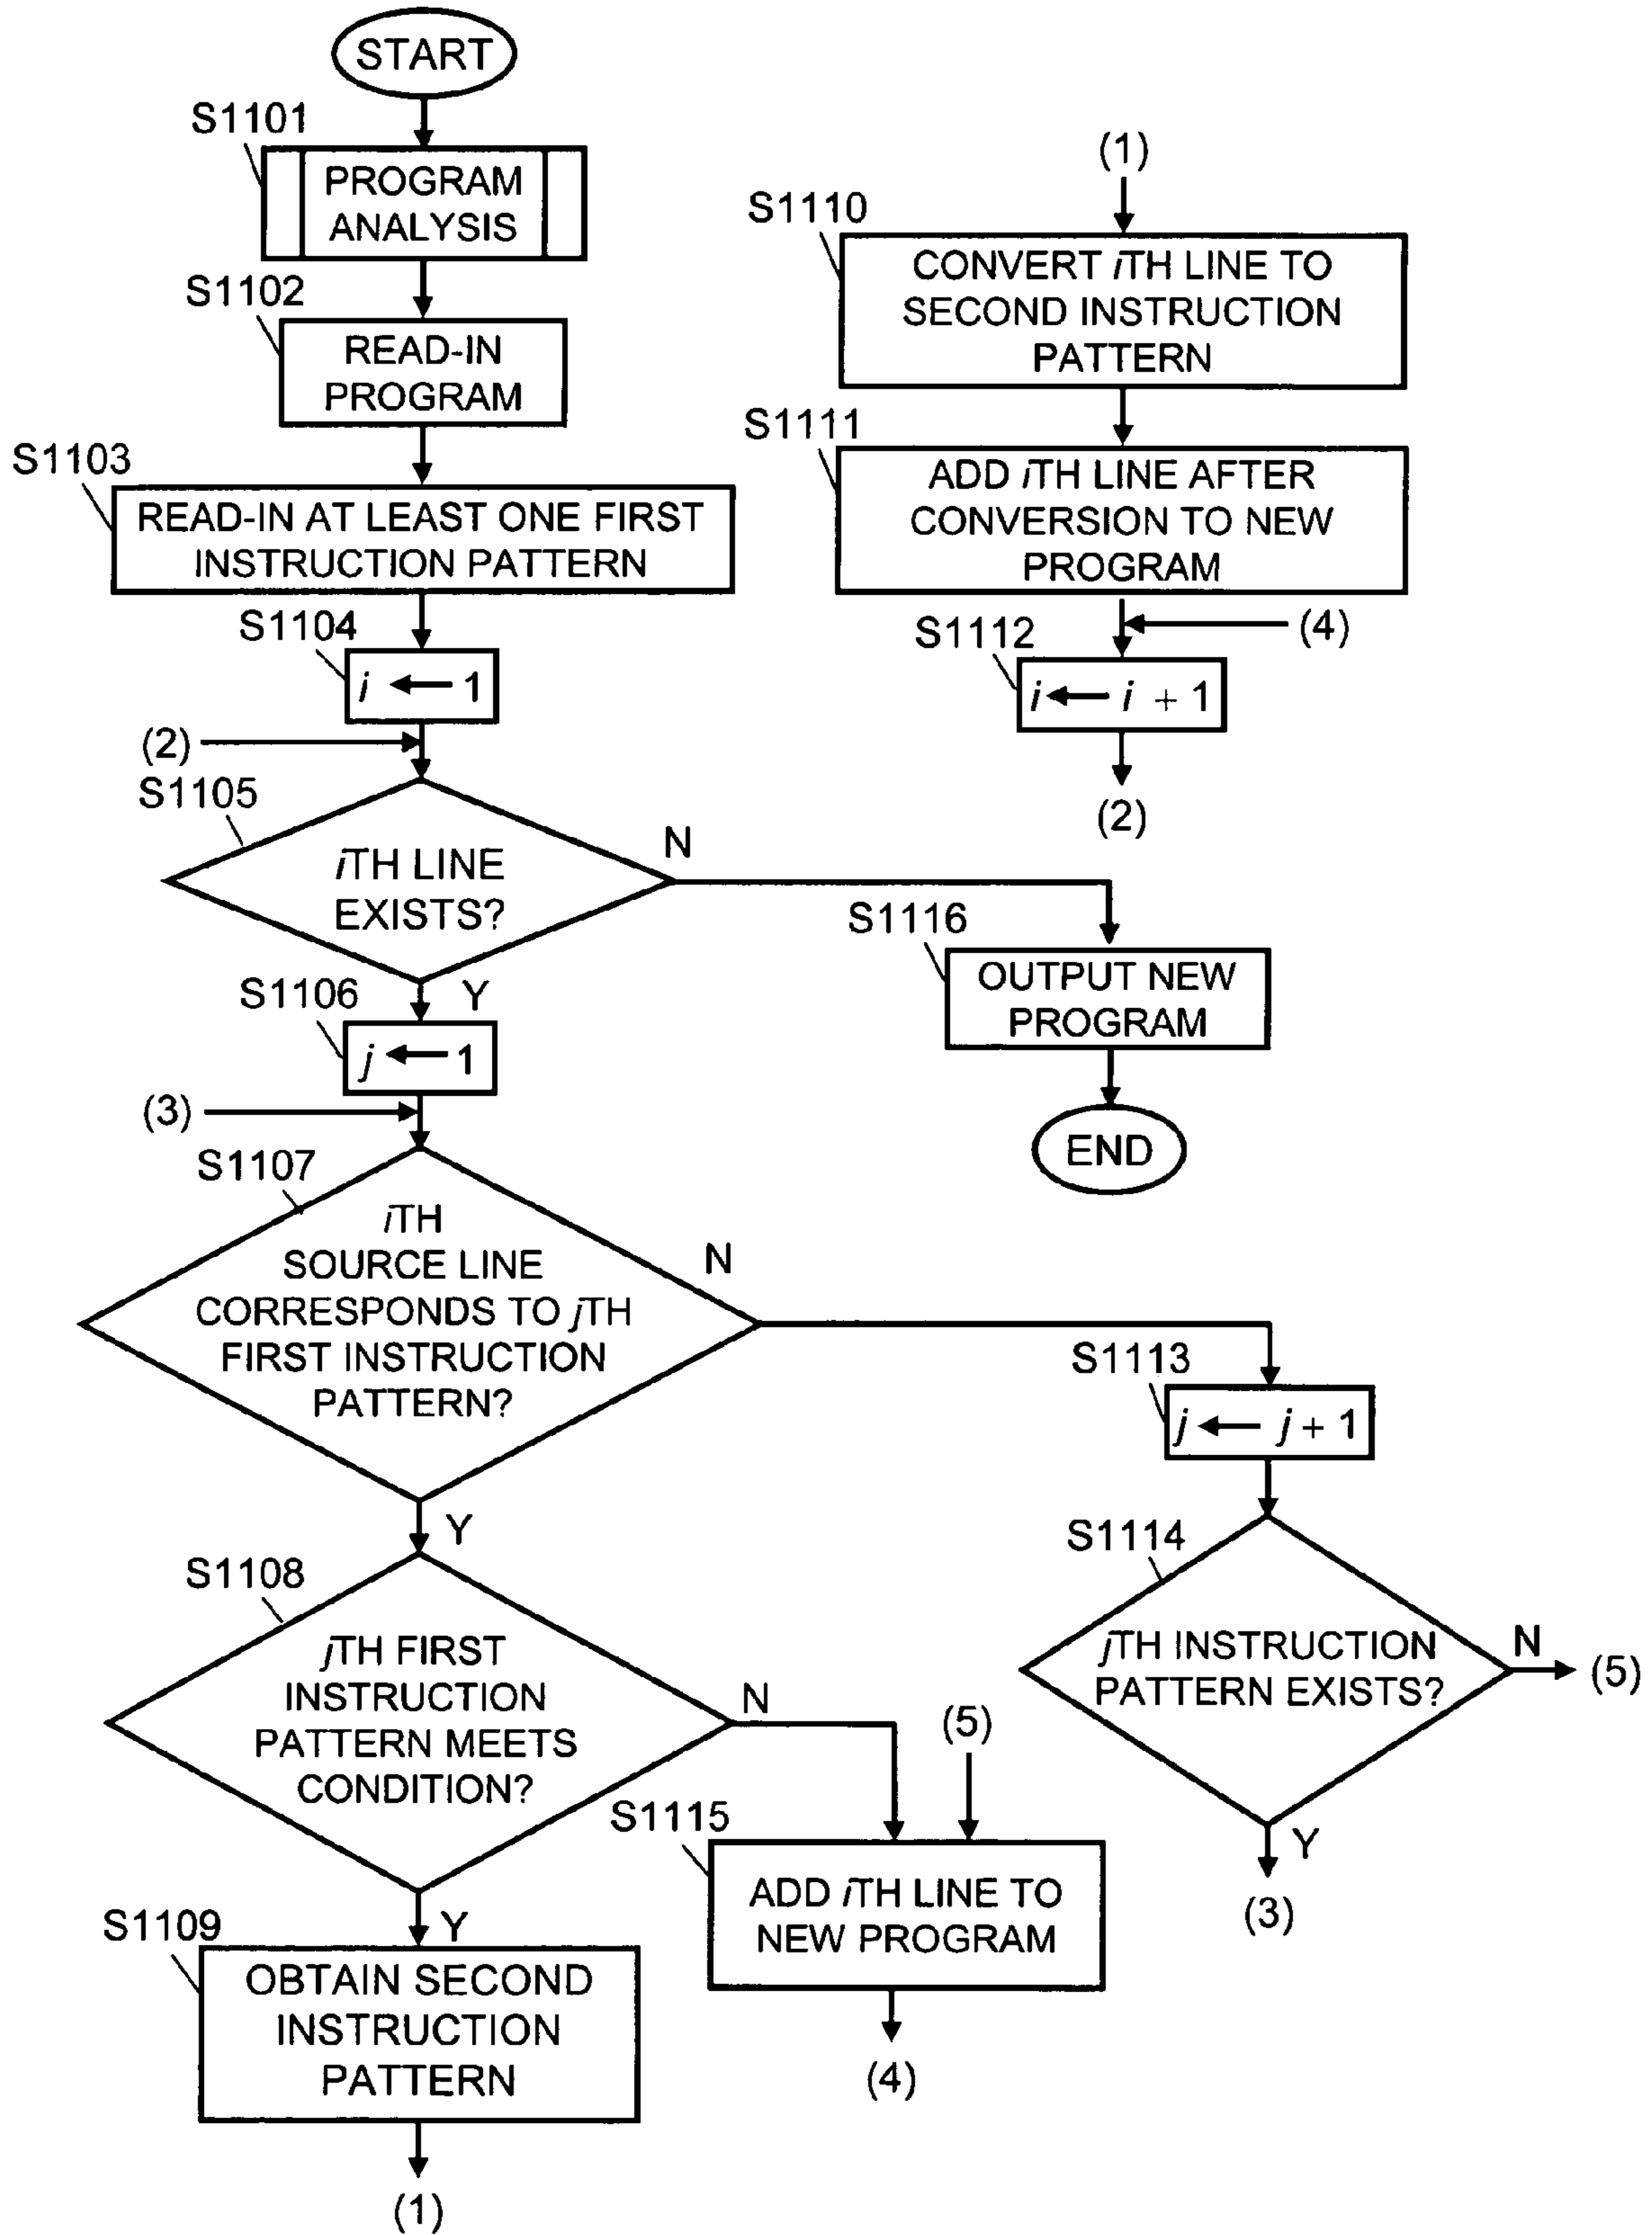 START
S1101
PROGRAM
ANALYSIS
S1102
READ-IN
PROGRAM
S1103
READ-IN AT LEAST ONE FIRST
INSTRUCTION PATTERN
S1104
i ← 1
(2)
S1105
iTH LINE
EXISTS?
N
Y
S1106
j ← 1
(3)
S1107
iTH
SOURCE LINE
CORRESPONDS TO jTH
FIRST INSTRUCTION
PATTERN?
N
Y
S1108
jTH FIRST
INSTRUCTION
PATTERN MEETS
CONDITION?
N
Y
S1109
OBTAIN SECOND
INSTRUCTION
PATTERN
(1)
(1)
S1110
CONVERT iTH LINE TO
SECOND INSTRUCTION
PATTERN
S1111
ADD iTH LINE AFTER
CONVERSION TO NEW
PROGRAM
(4)
S1112
i ← i + 1
(2)
S1116
OUTPUT NEW
PROGRAM
END
S1113
j ← j + 1
S1114
jTH INSTRUCTION
PATTERN EXISTS?
N
(5)
Y
(3)
(5)
S1115
ADD iTH LINE TO
NEW PROGRAM
(4)